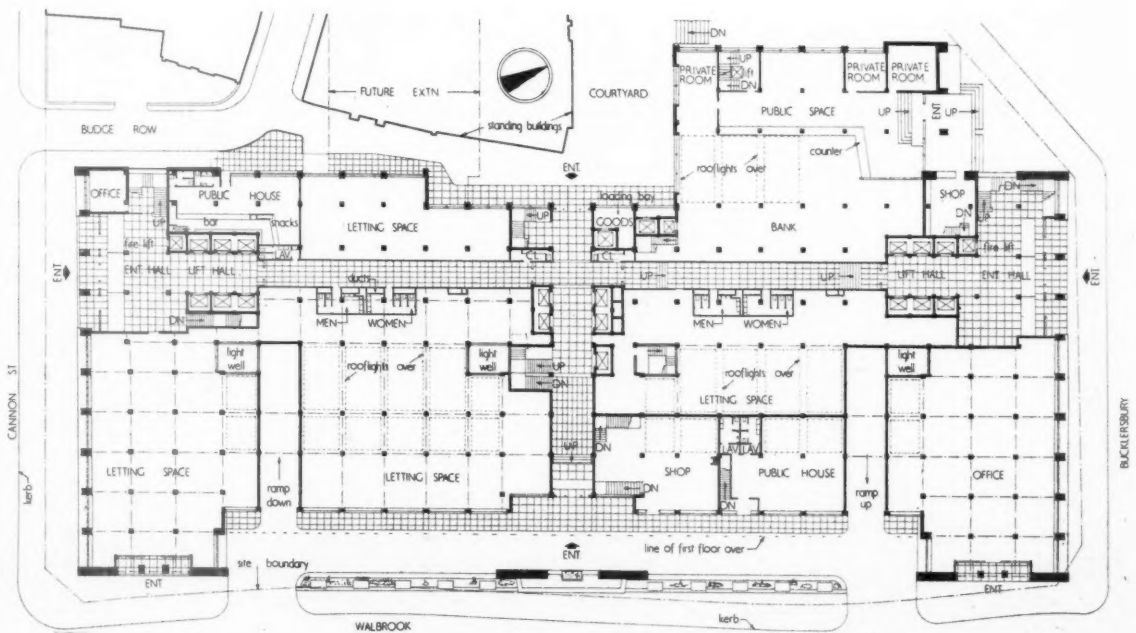 DN
UP
lift
DN
PRIVATE
ROOM
PRIVATE
ROOM
PRIVATE
ROOM
FUTURE EXTN
COURTYARD
PUBLIC SPACE
UP
ENT
UP
standing buildings
BUDGE ROW
counter
ENT.
rooflights over
loading bay
OFFICE
PUBLIC HOUSE
SHOP
DN
DN
UP
UP
GOODS
UP
bar
snacks
LETTING SPACE
BANK
fire lift
LAV
CL
CL
fire lift
ENT
ENT HALL
LIFT HALL
UP
UP
LIFT HALL
ENT HALL
ENT
ducts
DN
MEN
WOMEN
MEN
WOMEN
light
well
rooflights over
light
well
UP
DN
rooflights over
light
well
LETTING SPACE
CANNON ST
BUCKLERSBURY
UP
DN
LAV
LAV
LETTING SPACE
LETTING SPACE
SHOP
PUBLIC HOUSE
OFFICE
kerb
ramp
down
DN
DN
ramp
up
line of first floor over
ENT.
site boundary
ENT
ENT
WALBROOK
kerb